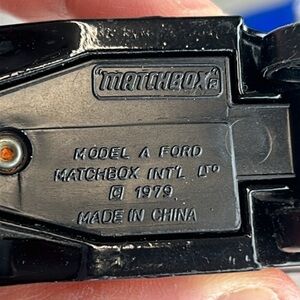 "MATCHBOX"®
MODEL A FORD
MATCHBOX INT'L LTD
© 1979
MADE IN CHINA